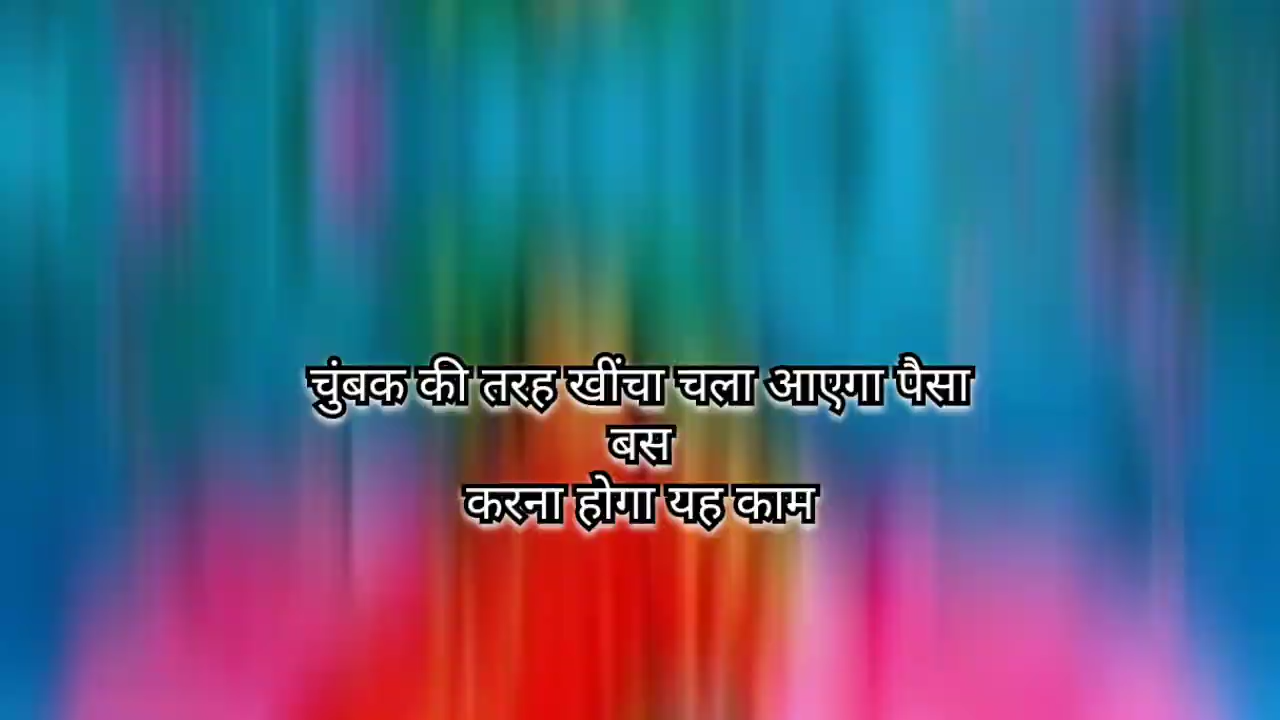 चुंबक की तरह खींचा चला आएगा पैसा
बस
करना होगा यह काम